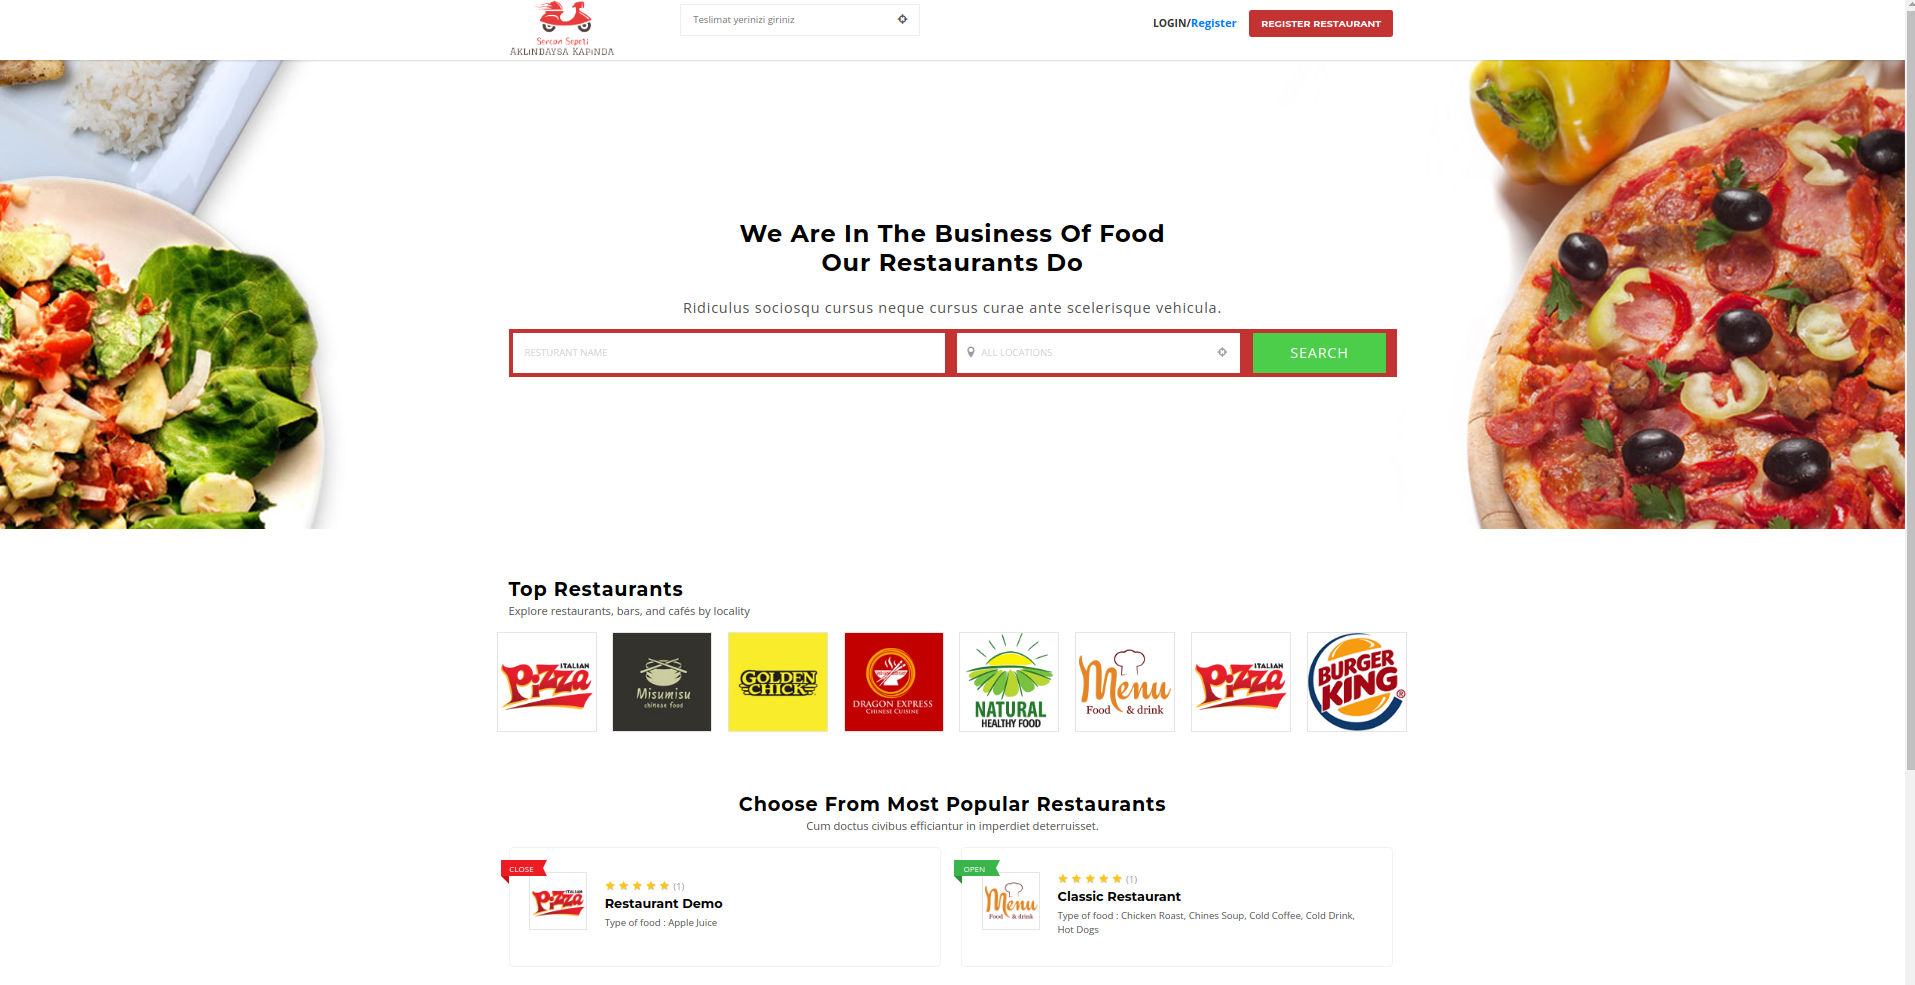 Sercan Sepeti
AKLıNDAYSA KAPıNDA
Teslimat yerinizi giriniz
LOGIN/Register
REGISTER RESTAURANT
We Are In The Business Of Food
Our Restaurants Do
Ridiculus sociosqu cursus neque cursus curae ante scelerisque vehicula.
RESTURANT NAME
ALL LOCATIONS
SEARCH
Top Restaurants
Explore restaurants, bars, and cafés by locality
ITALIAN
Pizza
Misumisu
chinese food
GOLDEN
CHICK
DRAGON EXPRESS
CHINESE CUISINE
NATURAL
HEALTHY FOOD
Menu
Food & drink
ITALIAN
Pizza
BURGER
KING®
Choose From Most Popular Restaurants
Cum doctus civibus efficiantur in imperdiet deterruisset.
CLOSE
ITALIAN
Pizza
(1)
Restaurant Demo
Type of food : Apple Juice
OPEN
Menu
Food & drink
(1)
Classic Restaurant
Type of food : Chicken Roast, Chines Soup, Cold Coffee, Cold Drink,
Hot Dogs